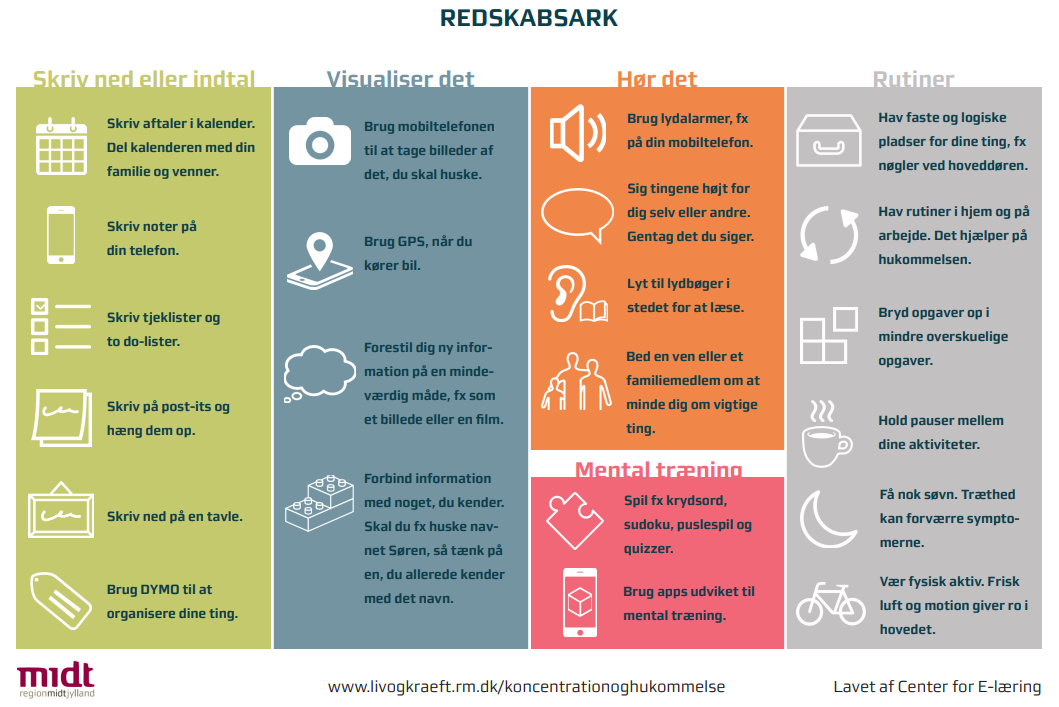 REDSKABSARK
Skriv ned eller indtal
Skriv aftaler i kalender.
Del kalenderen med din
familie og venner.
Skriv noter på
din telefon.
Skriv tjeklister og
to do-lister.
Skriv på post-its og
hæng dem op.
Skriv ned på en tavle.
Brug DYMO til at
organisere dine ting.
Visualiser det
Brug mobiltelefonen
til at tage billeder af
det, du skal huske.
Brug GPS, når du
kører bil.
Forestil dig ny infor-
mation på en minde-
værdig måde, fx som
et billede eller en film.
Forbind information
med noget, du kender.
Skal du fx huske nav-
net Søren, så tænk på
en, du allerede kender
med det navn.
Hør det
Brug lydalarmer, fx
på din mobiltelefon.
Sig tingene højt for
dig selv eller andre.
Gentag det du siger.
Lyt til lydbøger i
stedet for at læse.
Bed en ven eller et
familiemedlem om at
minde dig om vigtige
ting.
Mental træning
Spil fx krydsord,
sudoku, puslespil og
quizzer.
Brug apps udviket til
mental træning.
Rutiner
Hav faste og logiske
pladser for dine ting, fx
nøgler ved hoveddøren.
Hav rutiner i hjem og på
arbejde. Det hjælper på
hukommelsen.
Bryd opgaver op i
mindre overskuelige
opgaver.
Hold pauser mellem
dine aktiviteter.
Få nok søvn. Træthed
kan forværre sympto-
merne.
Vær fysisk aktiv. Frisk
luft og motion giver ro i
hovedet.
midt
regionmidtjylland
www.livogkraeft.rm.dk/koncentrationoghukommelse
Lavet af Center for E-læring